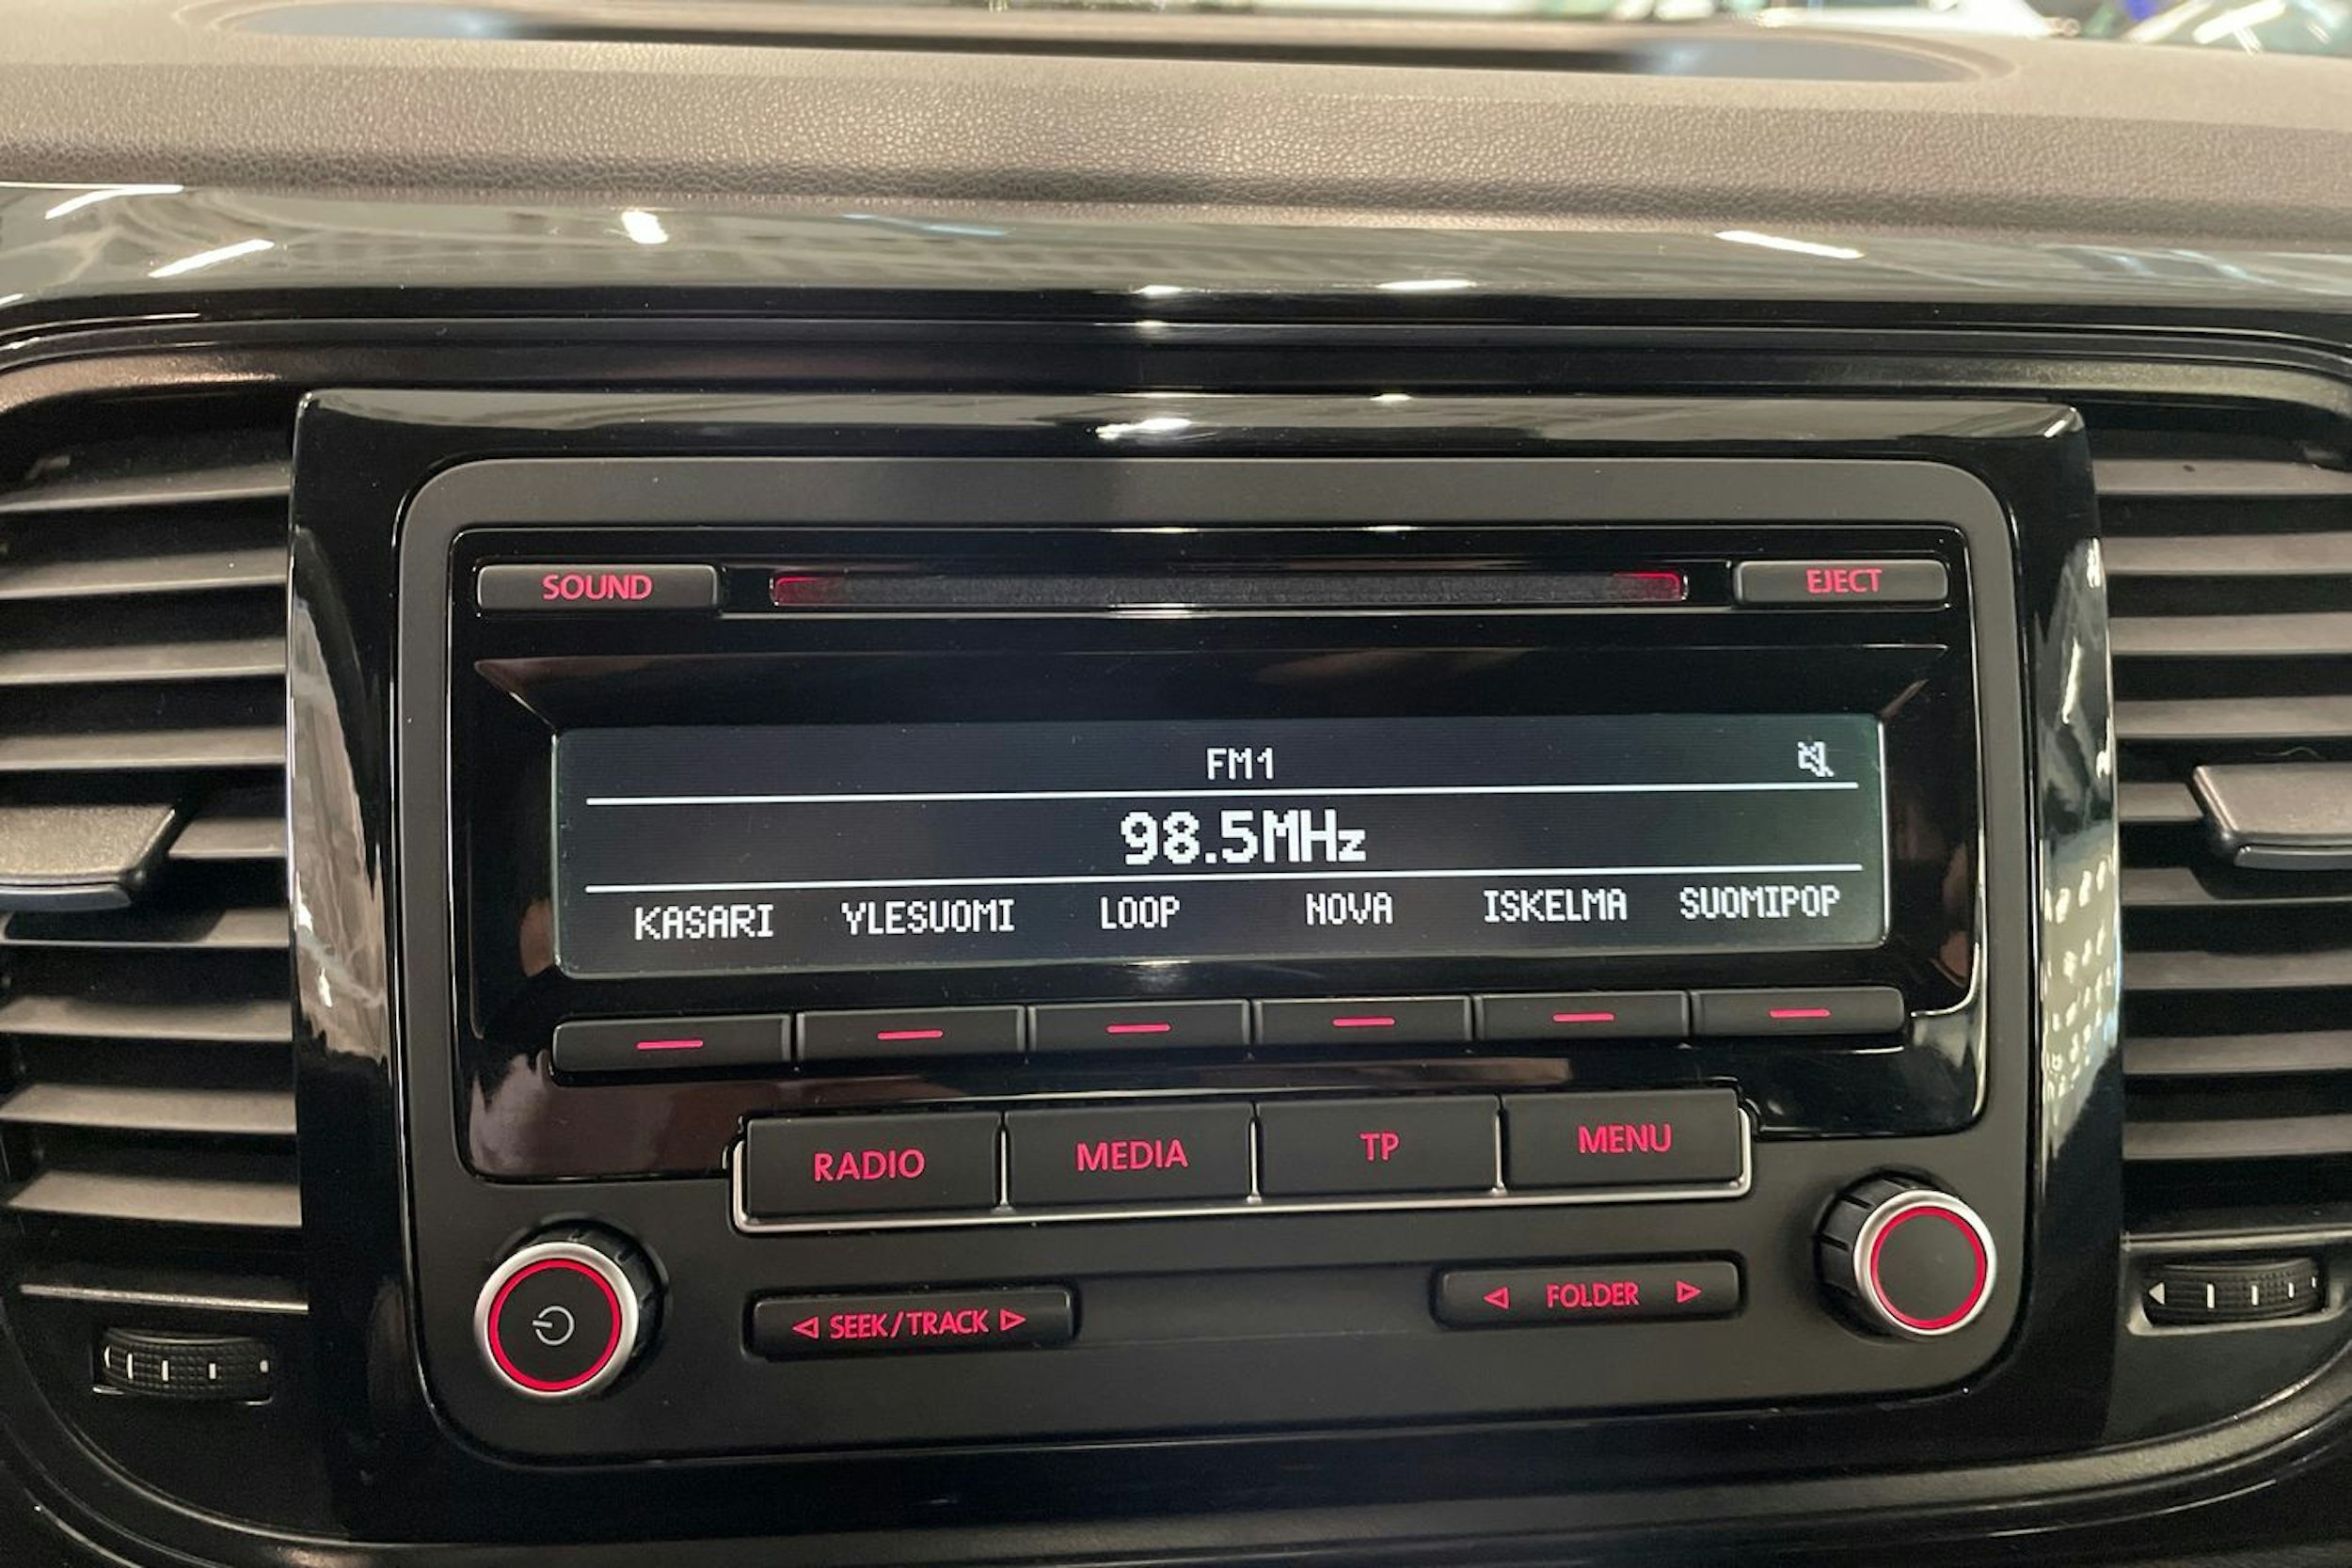 SOUND EJECT
FM1
98.5MHz
KASARI YLESUOMI LOOP NOVA ISKELMA SUOMIPOP
RADIO MEDIA TP MENU
SEEK/TRACK FOLDER